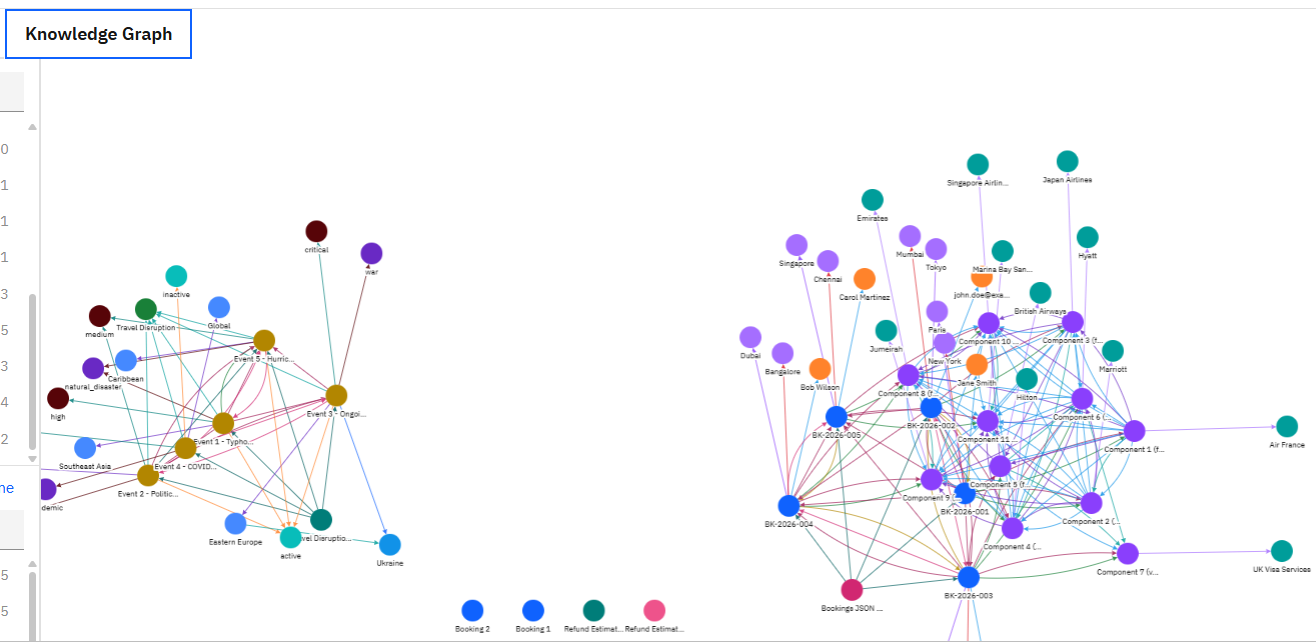 Knowledge Graph
0
1
1
1
3
5
3
4
2
me
5
5
critical
war
inactive
medium
Travel Disruption
Global
Event 5 - Hurric...
Caribbean
natural_disaster
high
Event 3 - Ongoi...
Event 1 - Typho...
Southeast Asia
Event 4 - COVID...
Event 2 - Politic...
demic
Eastern Europe
active
vel Disruptio...
Ukraine
Booking 2
Booking 1
Refund Estimat...
Refund Estimat...
Singapore Airlin...
Japan Airlines
Emirates
Singapore
Chennai
Mumbai
Tokyo
Marina Bay San...
Hyatt
Carol Martinez
john.doe@exa...
British Airways
Paris
Dubai
Bangalore
Jumeirah
New York
Component 10 ...
Component 3 (f...
Marriott
Bob Wilson
Jane Smith
Component 8 (f...
Hilton
BK-2026-005
BK-2026-002
Component 11 ...
Component 6 (...
Component 1 (f...
Air France
Component 5 (f...
Component 9 (...
BK-2026-001
BK-2026-004
Component 2 (...
Component 4 (...
Component 7 (v...
UK Visa Services
Bookings JSON ...
BK-2026-003